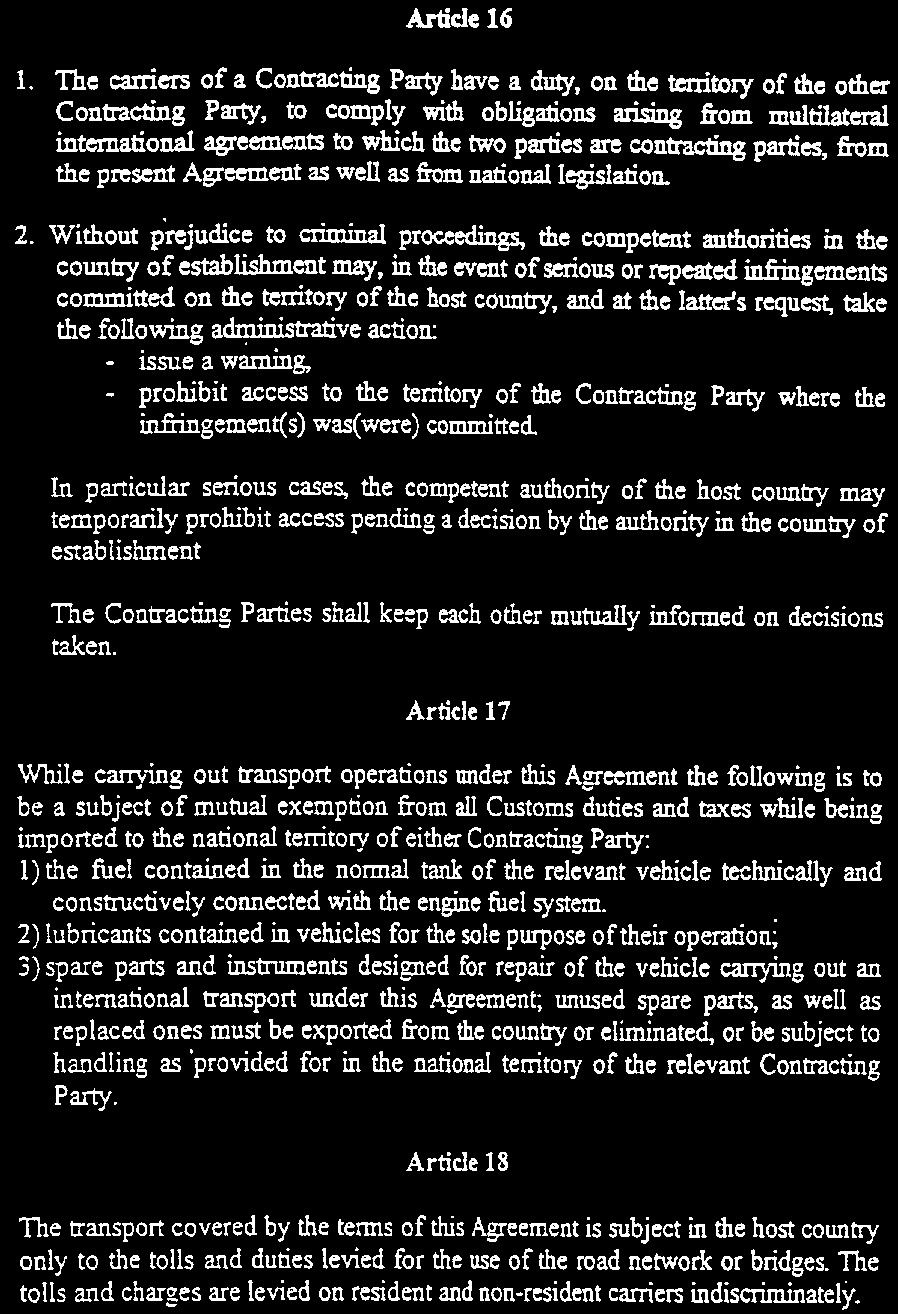 Article 16
1. The carriers of a Contracting Party have a duty, on the territory of the other
Contracting Party, to comply with obligations arising from multilateral
international agreements to which the two parties are contracting parties, from
the present Agreement as well as from national legislation.
2. Without prejudice to criminal proceedings, the competent authorities in the
country of establishment may, in the event of serious or repeated infringements
committed on the territory of the host country, and at the latter's request, take
the following administrative action:
- issue a warning,
- prohibit access to the territory of the Contracting Party where the
infringement(s) was(were) committed.
In particular serious cases, the competent authority of the host country may
temporarily prohibit access pending a decision by the authority in the country of
establishment
The Contracting Parties shall keep each other mutually informed on decisions
taken.
Article 17
While carrying out transport operations under this Agreement the following is to
be a subject of mutual exemption from all Customs duties and taxes while being
imported to the national territory of either Contracting Party:
1) the fuel contained in the normal tank of the relevant vehicle technically and
constructively connected with the engine fuel system.
2) lubricants contained in vehicles for the sole purpose of their operation;
3) spare parts and instruments designed for repair of the vehicle carrying out an
international transport under this Agreement; unused spare parts, as well as
replaced ones must be exported from the country or eliminated, or be subject to
handling as provided for in the national territory of the relevant Contracting
Party.
Article 18
The transport covered by the terms of this Agreement is subject in the host country
only to the tolls and duties levied for the use of the road network or bridges. The
tolls and charges are levied on resident and non-resident carriers indiscriminately.